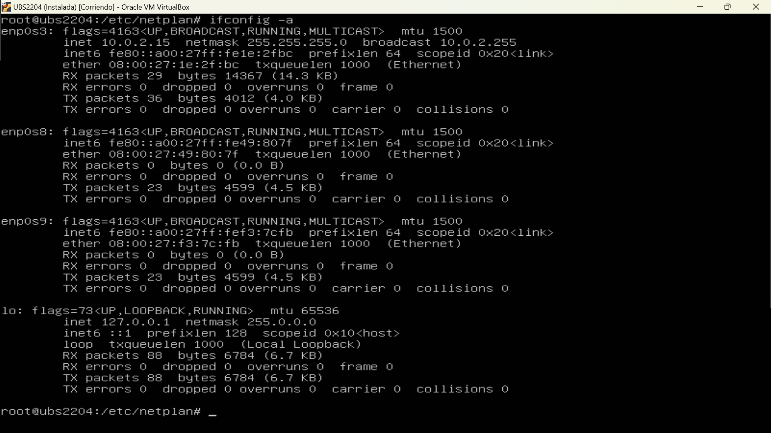 UBS2204 (Instalada) [Corriendo] - Oracle VM VirtualBox
root@ubs2204:/etc/netplan# ifconfig -a
enp0s3: flags=4163<UP,BROADCAST,RUNNING,MULTICAST>  mtu 1500
inet 10.0.2.15  netmask 255.255.255.0  broadcast 10.0.2.255
inet6 fe80::a00:27ff:fe1e:2fbc  prefixlen 64  scopeid 0x20<link>
ether 08:00:27:1e:2f:bc  txqueuelen 1000  (Ethernet)
RX packets 29  bytes 14367 (14.3 KB)
RX errors 0  dropped 0  overruns 0  frame 0
TX packets 36  bytes 4012 (4.0 KB)
TX errors 0  dropped 0 overruns 0  carrier 0  collisions 0
enp0s8: flags=4163<UP,BROADCAST,RUNNING,MULTICAST>  mtu 1500
inet6 fe80::a00:27ff:fe49:807f  prefixlen 64  scopeid 0x20<link>
ether 08:00:27:49:80:7f  txqueuelen 1000  (Ethernet)
RX packets 0  bytes 0 (0.0 B)
RX errors 0  dropped 0  overruns 0  frame 0
TX packets 23  bytes 4599 (4.5 KB)
TX errors 0  dropped 0 overruns 0  carrier 0  collisions 0
enp0s9: flags=4163<UP,BROADCAST,RUNNING,MULTICAST>  mtu 1500
inet6 fe80::a00:27ff:fef3:7cfb  prefixlen 64  scopeid 0x20<link>
ether 08:00:27:f3:7c:fb  txqueuelen 1000  (Ethernet)
RX packets 0  bytes 0 (0.0 B)
RX errors 0  dropped 0  overruns 0  frame 0
TX packets 23  bytes 4599 (4.5 KB)
TX errors 0  dropped 0 overruns 0  carrier 0  collisions 0
lo: flags=73<UP,LOOPBACK,RUNNING>  mtu 65536
inet 127.0.0.1  netmask 255.0.0.0
inet6 ::1  prefixlen 128  scopeid 0x10<host>
loop  txqueuelen 1000  (Local Loopback)
RX packets 88  bytes 6784 (6.7 KB)
RX errors 0  dropped 0  overruns 0  frame 0
TX packets 88  bytes 6784 (6.7 KB)
TX errors 0  dropped 0 overruns 0  carrier 0  collisions 0
root@ubs2204:/etc/netplan# _